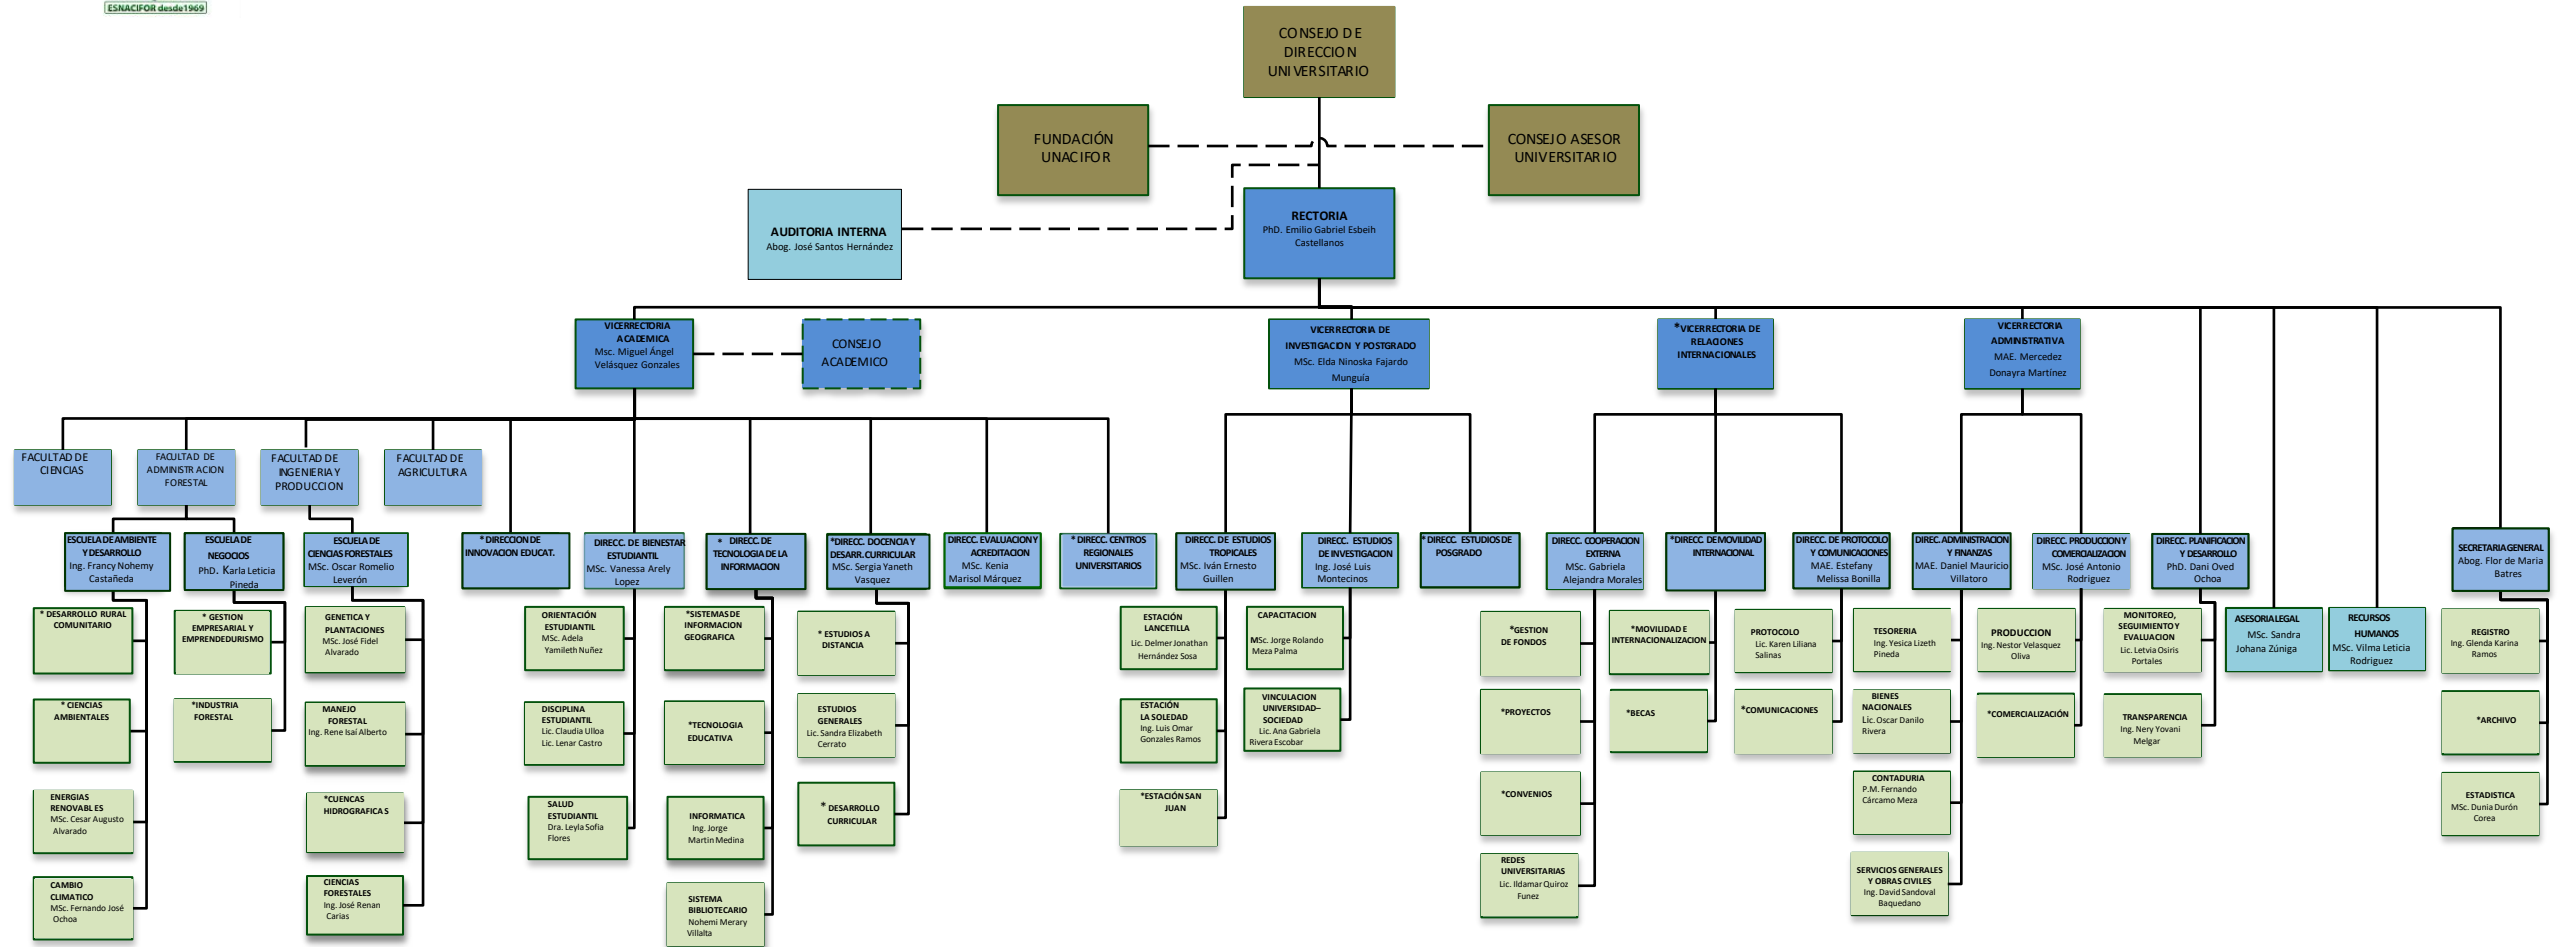 ESNACIFOR desde1969
CONSEJO DE
DIRECCION
UNIVERSITARIO
FUNDACIÓN
UNACIFOR
CONSEJO ASESOR
UNIVERSITARIO
AUDITORIA INTERNA
Abog. José Santos Hernández
RECTORIA
PhD. Emilio Gabriel Esbeih
Castellanos
VICERRECTORIA
ACADEMICA
Msc. Miguel Ángel
Velásquez Gonzales
CONSEJO
ACADEMICO
VICERRECTORIA DE
INVESTIGACION Y POSTGRADO
MSc. Elda Ninoska Fajardo
Munguía
*VICERRECTORIA DE
RELACIONES
INTERNACIONALES
VICERRECTORIA
ADMINISTRATIVA
MAE. Mercedez
Donayra Martínez
FACULTAD DE
CIENCIAS
FACULTAD DE
ADMINISTRACION
FORESTAL
FACULTAD DE
INGENIERIA Y
PRODUCCION
FACULTAD DE
AGRICULTURA
ESCUELA DE AMBIENTE
Y DESARROLLO
Ing. Francy Nohemy
Castañeda
ESCUELA DE
NEGOCIOS
PhD. Karla Leticia
Pineda
ESCUELA DE
CIENCIAS FORESTALES
MSc. Oscar Romelio
Leverón
* DIRECCION DE
INNOVACION EDUCAT.
DIRECC. DE BIENESTAR
ESTUDIANTIL
MSc. Vanessa Arely
Lopez
* DIRECC. DE
TECNOLOGIA DE LA
INFORMACION
*DIRECC. DOCENCIA Y
DESARR. CURRICULAR
MSc. Sergia Yaneth
Vasquez
DIRECC. EVALUACION Y
ACREDITACION
MSc. Kenia
Marisol Márquez
* DIRECC. CENTROS
REGIONALES
UNIVERSITARIOS
DIRECC. DE ESTUDIOS
TROPICALES
MSc. Iván Ernesto
Guillen
DIRECC. ESTUDIOS
DE INVESTIGACION
Ing. José Luis
Montecinos
* DIRECC. ESTUDIOS DE
POSGRADO
DIRECC. COOPERACION
EXTERNA
MSc. Gabriela
Alejandra Morales
*DIRECC. DE MOVILIDAD
INTERNACIONAL
DIRECC. DE PROTOCOLO
Y COMUNICACIONES
MAE. Estefany
Melissa Bonilla
DIREC. ADMINISTRACION
Y FINANZAS
MAE. Daniel Mauricio
Villatoro
DIRECC. PRODUCCION Y
COMERCIALIZACION
MSc. José Antonio
Rodriguez
DIRECC. PLANIFICACION
Y DESARROLLO
PhD. Dani Oved
Ochoa
SECRETARIA GENERAL
Abog. Flor de Maria
Batres
* DESARROLLO RURAL
COMUNITARIO
* CIENCIAS
AMBIENTALES
ENERGIAS
RENOVABLES
MSc. Cesar Augusto
Alvarado
CAMBIO
CLIMATICO
MSc. Fernando José
Ochoa
* GESTION
EMPRESARIAL Y
EMPRENDEDURISMO
*INDUSTRIA
FORESTAL
GENETICA Y
PLANTACIONES
MSc. José Fidel
Alvarado
MANEJO
FORESTAL
Ing. Rene Isaí Alberto
*CUENCAS
HIDROGRAFICAS
CIENCIAS
FORESTALES
Ing. José Renan
Carias
ORIENTACIÓN
ESTUDIANTIL
MSc. Adela
Yamileth Nuñez
DISCIPLINA
ESTUDIANTIL
Lic. Claudia Ulloa
Lic. Lenar Castro
SALUD
ESTUDIANTIL
Dra. Leyla Sofia
Flores
*SISTEMAS DE
INFORMACION
GEOGRAFICA
*TECNOLOGIA
EDUCATIVA
INFORMATICA
Ing. Jorge
Martin Medina
SISTEMA
BIBLIOTECARIO
Nohemi Merary
Villalta
* ESTUDIOS A
DISTANCIA
ESTUDIOS
GENERALES
Lic. Sandra Elizabeth
Cerrato
* DESARROLLO
CURRICULAR
ESTACIÓN
LANCETILLA
Lic. Delmer Jonathan
Hernández Sosa
ESTACIÓN
LA SOLEDAD
Ing. Luis Omar
Gonzales Ramos
*ESTACIÓN SAN
JUAN
CAPACITACION
MSc. Jorge Rolando
Meza Palma
VINCULACION
UNIVERSIDAD–
SOCIEDAD
Lic. Ana Gabriela
Rivera Escobar
*GESTION
DE FONDOS
*PROYECTOS
*CONVENIOS
REDES
UNIVERSITARIAS
Lic. Ildamar Quiroz
Funez
*MOVILIDAD E
INTERNACIONALIZACION
*BECAS
PROTOCOLO
Lic. Karen Liliana
Salinas
*COMUNICACIONES
TESORERIA
Ing. Yesica Lizeth
Pineda
BIENES
NACIONALES
Lic. Oscar Danilo
Rivera
CONTADURIA
P.M. Fernando
Cárcamo Meza
SERVICIOS GENERALES
Y OBRAS CIVILES
Ing. David Sandoval
Baquedano
PRODUCCION
Ing. Nestor Velasquez
Oliva
*COMERCIALIZACIÓN
MONITOREO,
SEGUIMIENTO Y
EVALUACION
Lic. Letvia Osiris
Portales
TRANSPARENCIA
Ing. Nery Yovani
Melgar
ASESORIA LEGAL
MSc. Sandra
Johana Zúniga
RECURSOS
HUMANOS
MSc. Vilma Leticia
Rodriguez
REGISTRO
Ing. Glenda Karina
Ramos
*ARCHIVO
ESTADISTICA
MSc. Dunia Durón
Corea